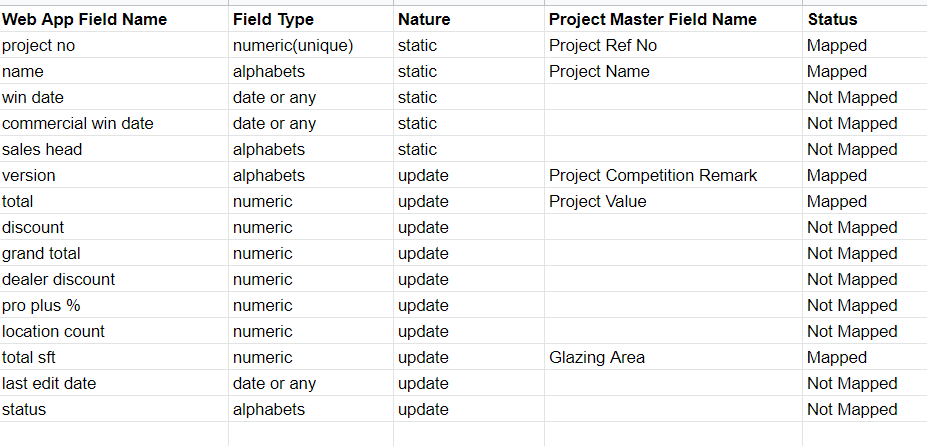 Web App Field Name Field Type Nature Project Master Field Name Status
project no numeric(unique) static Project Ref No Mapped
name alphabets static Project Name Mapped
win date date or any static Not Mapped
commercial win date date or any static Not Mapped
sales head alphabets static Not Mapped
version alphabets update Project Competition Remark Mapped
total numeric update Project Value Mapped
discount numeric update Not Mapped
grand total numeric update Not Mapped
dealer discount numeric update Not Mapped
pro plus % numeric update Not Mapped
location count numeric update Not Mapped
total sft numeric update Glazing Area Mapped
last edit date date or any update Not Mapped
status alphabets update Not Mapped